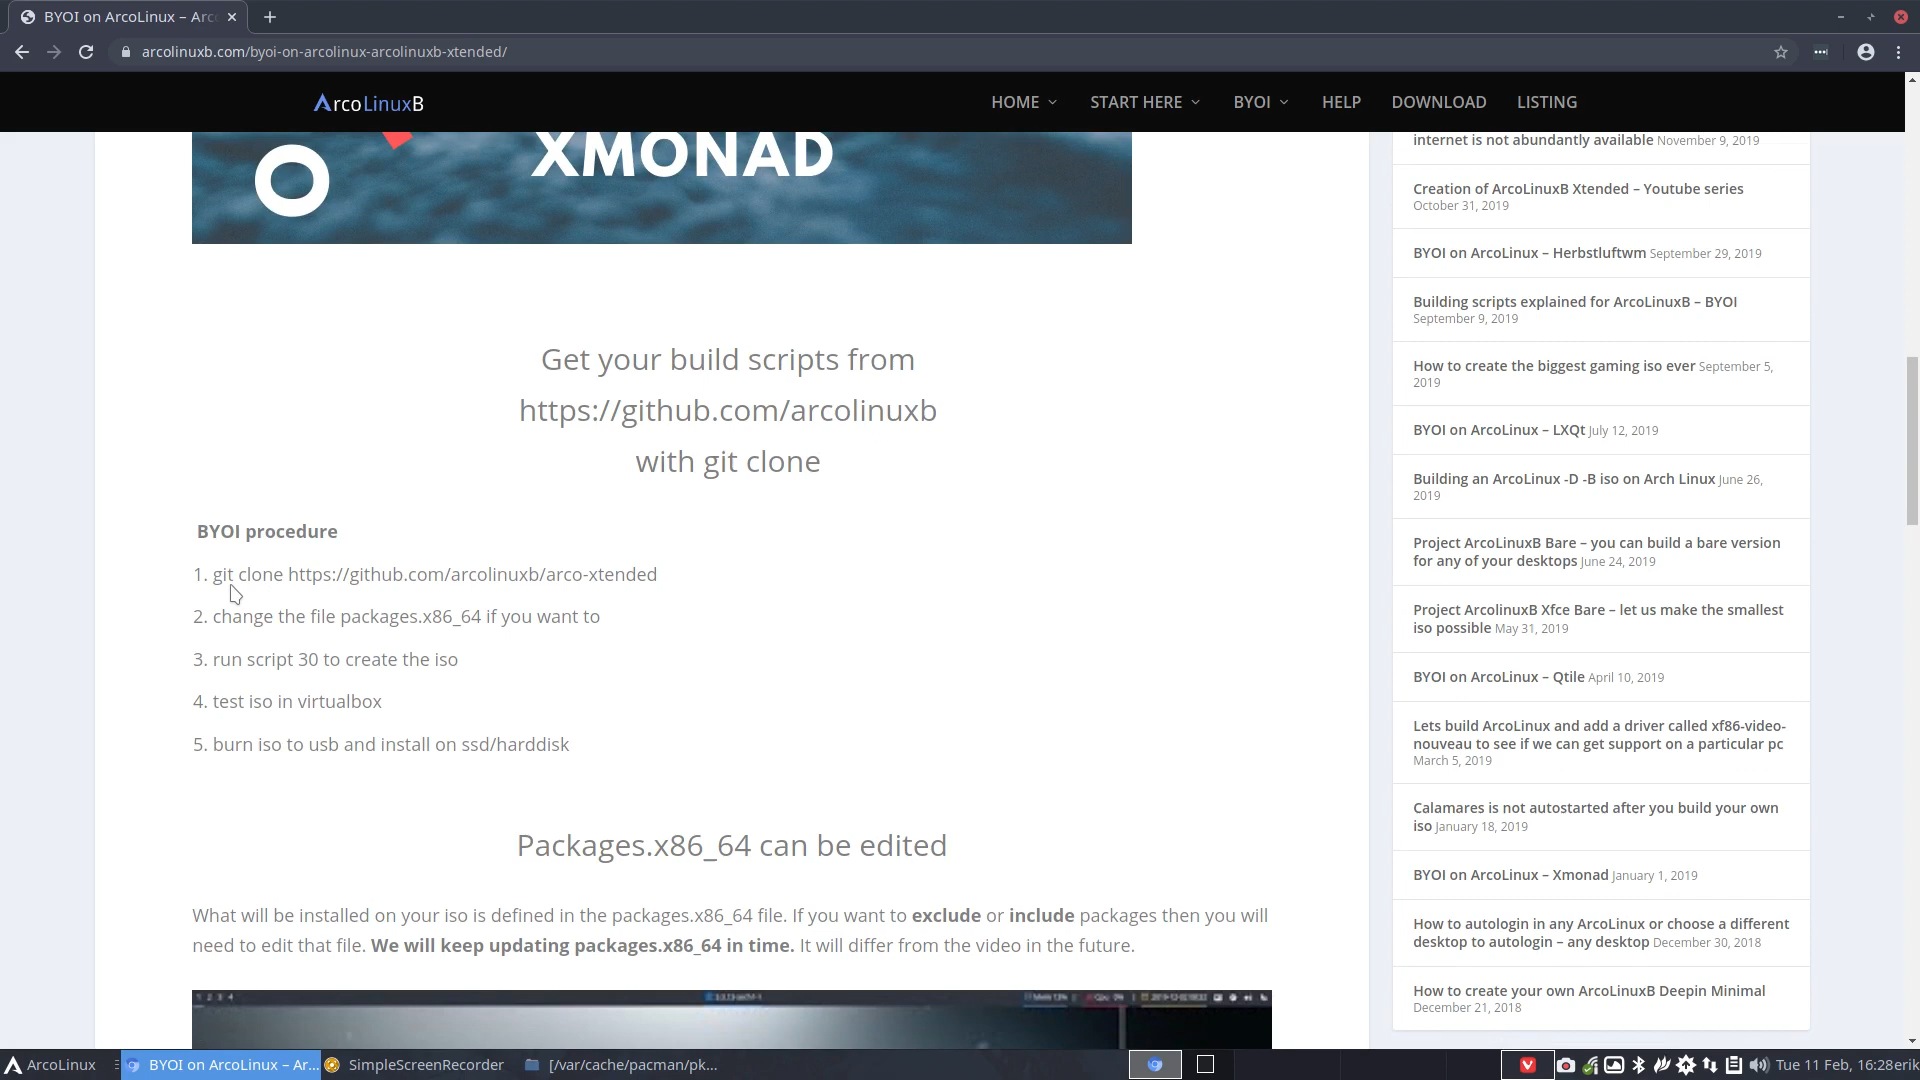 BYOI on ArcoLinux – Arc
arcolinuxb.com/byoi-on-arcolinux-arcolinuxb-xtended/
ArcoLinuxB
HOME
START HERE
BYOI
HELP
DOWNLOAD
LISTING
XMONAD
Get your build scripts from
https://github.com/arcolinuxb
with git clone
BYOI procedure
1. git clone https://github.com/arcolinuxb/arco-xtended
2. change the file packages.x86_64 if you want to
3. run script 30 to create the iso
4. test iso in virtualbox
5. burn iso to usb and install on ssd/harddisk
Packages.x86_64 can be edited
What will be installed on your iso is defined in the packages.x86_64 file. If you want to exclude or include packages then you will
need to edit that file. We will keep updating packages.x86_64 in time. It will differ from the video in the future.
1 2 3 4
internet is not abundantly available November 9, 2019
Creation of ArcoLinuxB Xtended – Youtube series
October 31, 2019
BYOI on ArcoLinux – Herbstluftwm September 29, 2019
Building scripts explained for ArcoLinuxB – BYOI
September 9, 2019
How to create the biggest gaming iso ever September 5,
2019
BYOI on ArcoLinux – LXQt July 12, 2019
Building an ArcoLinux -D -B iso on Arch Linux June 26,
2019
Project ArcoLinuxB Bare – you can build a bare version
for any of your desktops June 24, 2019
Project ArcolinuxB Xfce Bare – let us make the smallest
iso possible May 31, 2019
BYOI on ArcoLinux – Qtile April 10, 2019
Lets build ArcoLinux and add a driver called xf86-video-
nouveau to see if we can get support on a particular pc
March 5, 2019
Calamares is not autostarted after you build your own
iso January 18, 2019
BYOI on ArcoLinux – Xmonad January 1, 2019
How to autologin in any ArcoLinux or choose a different
desktop to autologin – any desktop December 30, 2018
How to create your own ArcoLinuxB Deepin Minimal
December 21, 2018
ArcoLinux
BYOI on ArcoLinux – Ar...
SimpleScreenRecorder
[/var/cache/pacman/pk...
Tue 11 Feb, 16:28
erik